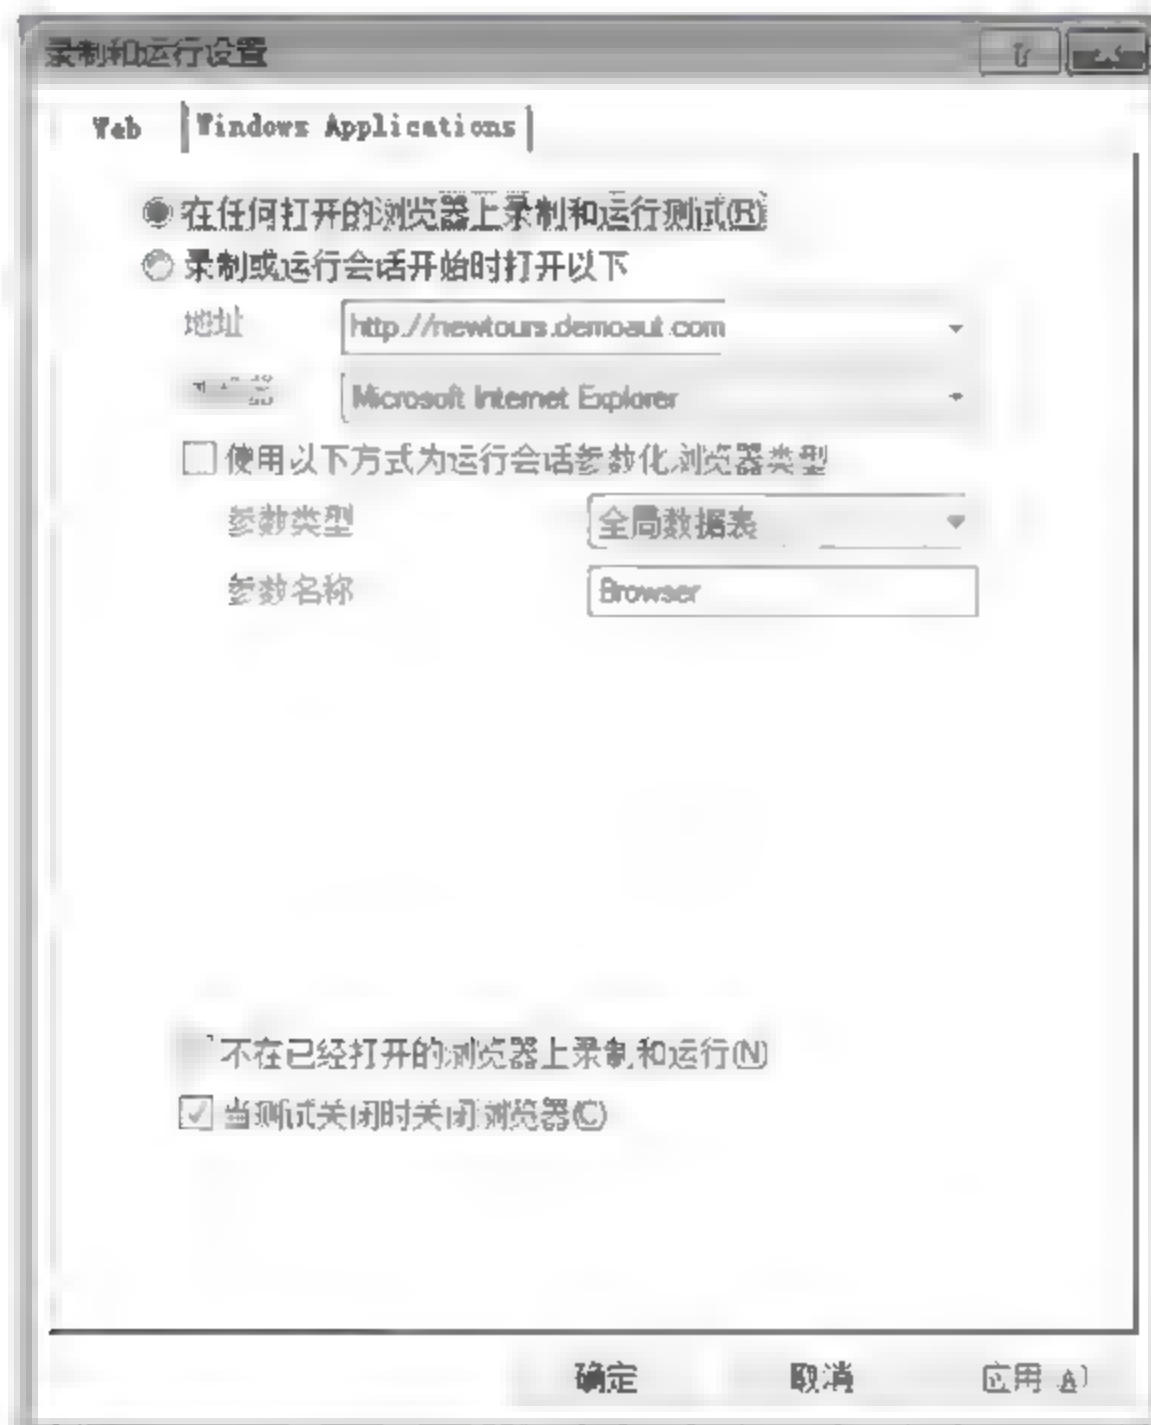 录制和运行设置
Web Windows Applications
在任何打开的浏览器上录制和运行测试(R)
录制或运行会话开始时打开以下
地址 http://newtours.demoaut.com
器 Microsoft Internet Explorer
使用以下方式为运行会话参数化浏览器类型
参数类型 全局数据表
参数名称 Browser
不在已经打开的浏览器上录制和运行(N)
当测试关闭时关闭浏览器(C)
确定 取消 应用 A)